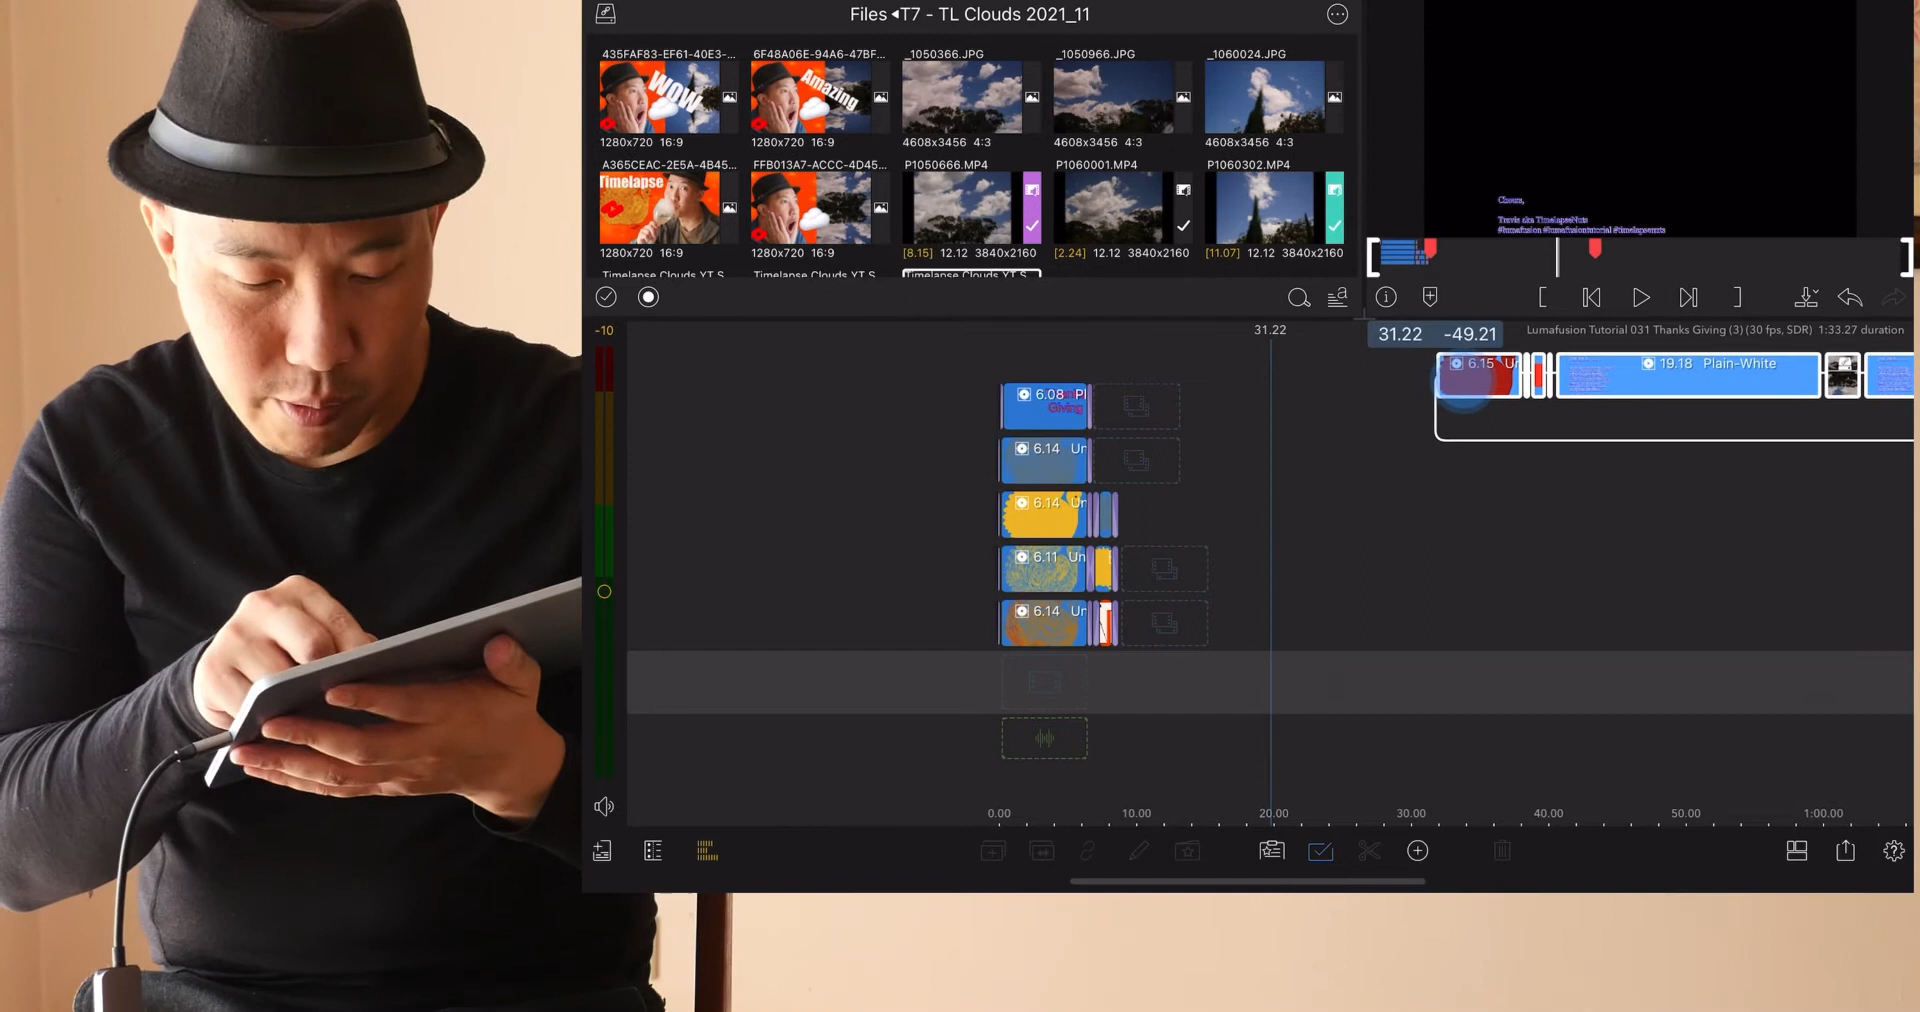 Files ◂T7 - TL Clouds 2021_11
435FAF83-EF61-40E3-...
6F48A06E-94A6-47BF...
_1050366.JPG
_1050966.JPG
_1060024.JPG
WOW
Amazing
1280x720 16:9
1280x720 16:9
4608x3456 4:3
4608x3456 4:3
4608x3456 4:3
A365CEAC-2E5A-4B45...
FFB013A7-ACCC-4D45...
P1050666.MP4
P1060001.MP4
P1060302.MP4
Timelapse
1280x720 16:9
1280x720 16:9
[8.15] 12.12 3840x2160
[2.24] 12.12 3840x2160
[11.07] 12.12 3840x2160
Timelapse Clouds YT S
Timelapse Clouds YT S
Timelapse Clouds YT S
Cheers,
Travis aka TimelapseNuts
#lumafusion #lumafusiontutorial #timelapsenuts
-10
31.22
31.22 -49.21
Lumafusion Tutorial 031 Thanks Giving (3) (30 fps, SDR) 1:33.27 duration
6.15 Un
19.18 Plain-White
6.08 Pl
Giving
6.14 Un
6.14 Un
6.11 Un
6.14 Un
0.00 10.00 20.00 30.00 40.00 50.00 1:00.00